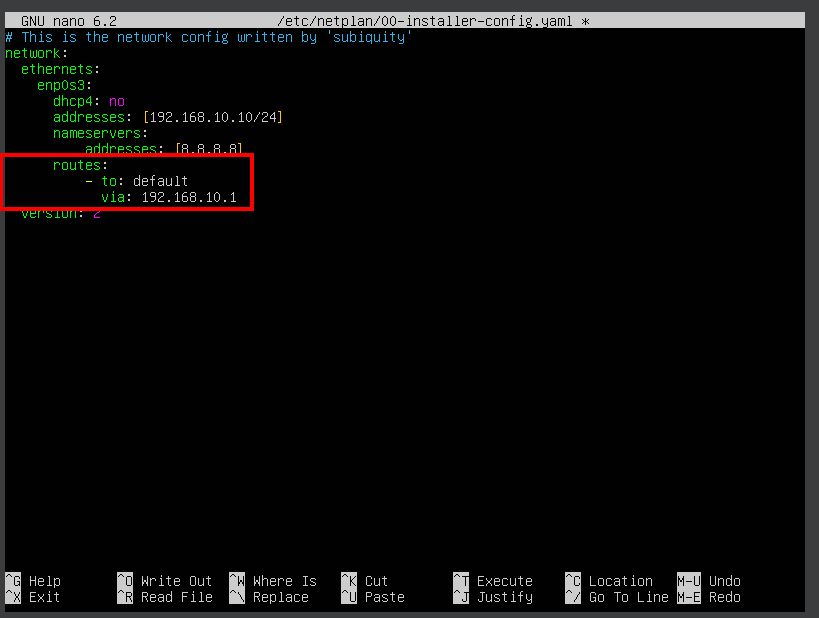 GNU nano 6.2 /etc/netplan/00-installer-config.yaml *
# This is the network config written by 'subiquity'
network:
  ethernets:
    enp0s3:
      dhcp4: no
      addresses: [192.168.10.10/24]
      nameservers:
          addresses: [8.8.8.8]
      routes:
          - to: default
            via: 192.168.10.1
  version: 2
^G Help ^O Write Out ^W Where Is ^K Cut ^T Execute ^C Location M-U Undo
^X Exit ^R Read File ^\ Replace ^U Paste ^J Justify ^/ Go To Line M-E Redo